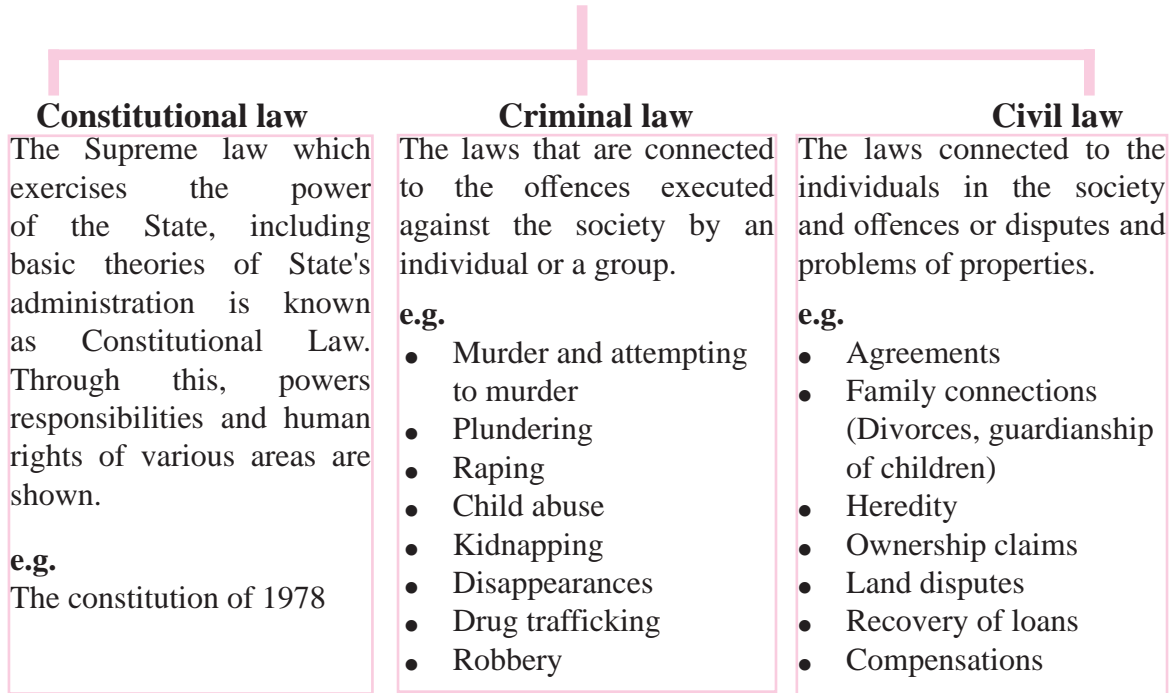 Constitutional law
The Supreme law which
exercises the power
of the State, including
basic theories of State's
administration is known
as Constitutional Law.
Through this, powers
responsibilities and human
rights of various areas are
shown.
e.g.
The constitution of 1978
Criminal law
The laws that are connected
to the offences executed
against the society by an
individual or a group.
e.g.
• Murder and attempting
to murder
• Plundering
• Raping
• Child abuse
• Kidnapping
• Disappearances
• Drug trafficking
• Robbery
Civil law
The laws connected to the
individuals in the society
and offences or disputes and
problems of properties.
e.g.
• Agreements
• Family connections
(Divorces, guardianship
of children)
• Heredity
• Ownership claims
• Land disputes
• Recovery of loans
• Compensations